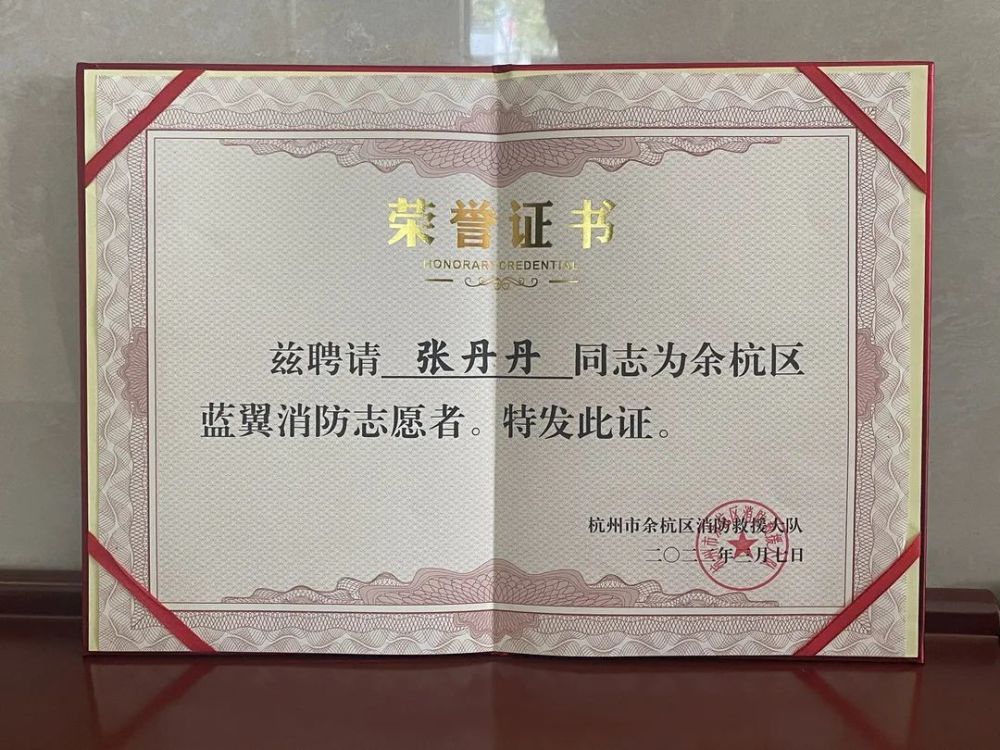 荣誉证书
HONORARY CREDENTIAL
兹聘请 张丹丹 同志为余杭区
蓝翼消防志愿者。特发此证。
杭州市余杭区消防救援大队
二〇二二年二月七日